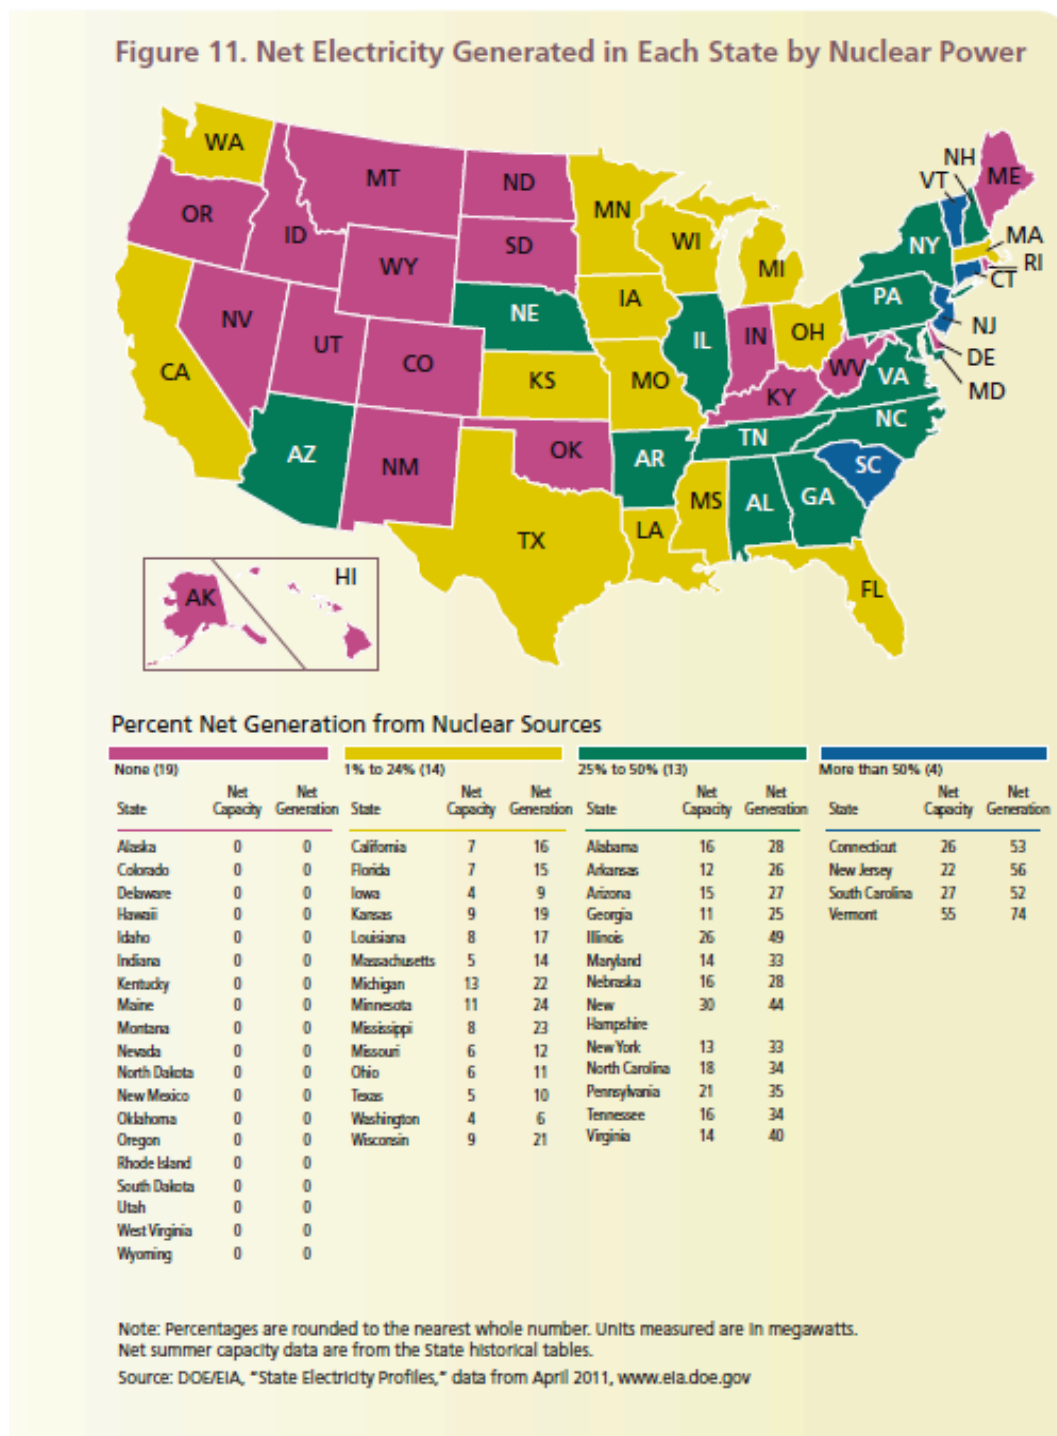 Figure 11. Net Electricity Generated in Each State by Nuclear Power
WA
MT
ND
MN
NH
VT
ME
OR
ID
SD
WI
NY
MA
WY
MI
RI
CT
NE
IA
PA
NV
IL
IN
OH
NJ
UT
CO
DE
CA
KS
MO
WV
VA
MD
KY
NC
AZ
NM
OK
AR
TN
SC
MS
AL
GA
TX
LA
FL
AK
HI
Percent Net Generation from Nuclear Sources
None (19)
State Net Capacity Net Generation
Alaska 0 0
Colorado 0 0
Delaware 0 0
Hawaii 0 0
Idaho 0 0
Indiana 0 0
Kentucky 0 0
Maine 0 0
Montana 0 0
Nevada 0 0
North Dakota 0 0
New Mexico 0 0
Oklahoma 0 0
Oregon 0 0
Rhode Island 0 0
South Dakota 0 0
Utah 0 0
West Virginia 0 0
Wyoming 0 0
1% to 24% (14)
State Net Capacity Net Generation
California 7 16
Florida 7 15
Iowa 4 9
Kansas 9 19
Louisiana 8 17
Massachusetts 5 14
Michigan 13 22
Minnesota 11 24
Mississippi 8 23
Missouri 6 12
Ohio 6 11
Texas 5 10
Washington 4 6
Wisconsin 9 21
25% to 50% (13)
State Net Capacity Net Generation
Alabama 16 28
Arkansas 12 26
Arizona 15 27
Georgia 11 25
Illinois 26 49
Maryland 14 33
Nebraska 16 28
New 30 44
Hampshire
New York 13 33
North Carolina 18 34
Pennsylvania 21 35
Tennessee 16 34
Virginia 14 40
More than 50% (4)
State Net Capacity Net Generation
Connecticut 26 53
New Jersey 22 56
South Carolina 27 52
Vermont 55 74
Note: Percentages are rounded to the nearest whole number. Units measured are in megawatts.
Net summer capacity data are from the State historical tables.
Source: DOE/EIA, "State Electricity Profiles," data from April 2011, www.eia.doe.gov